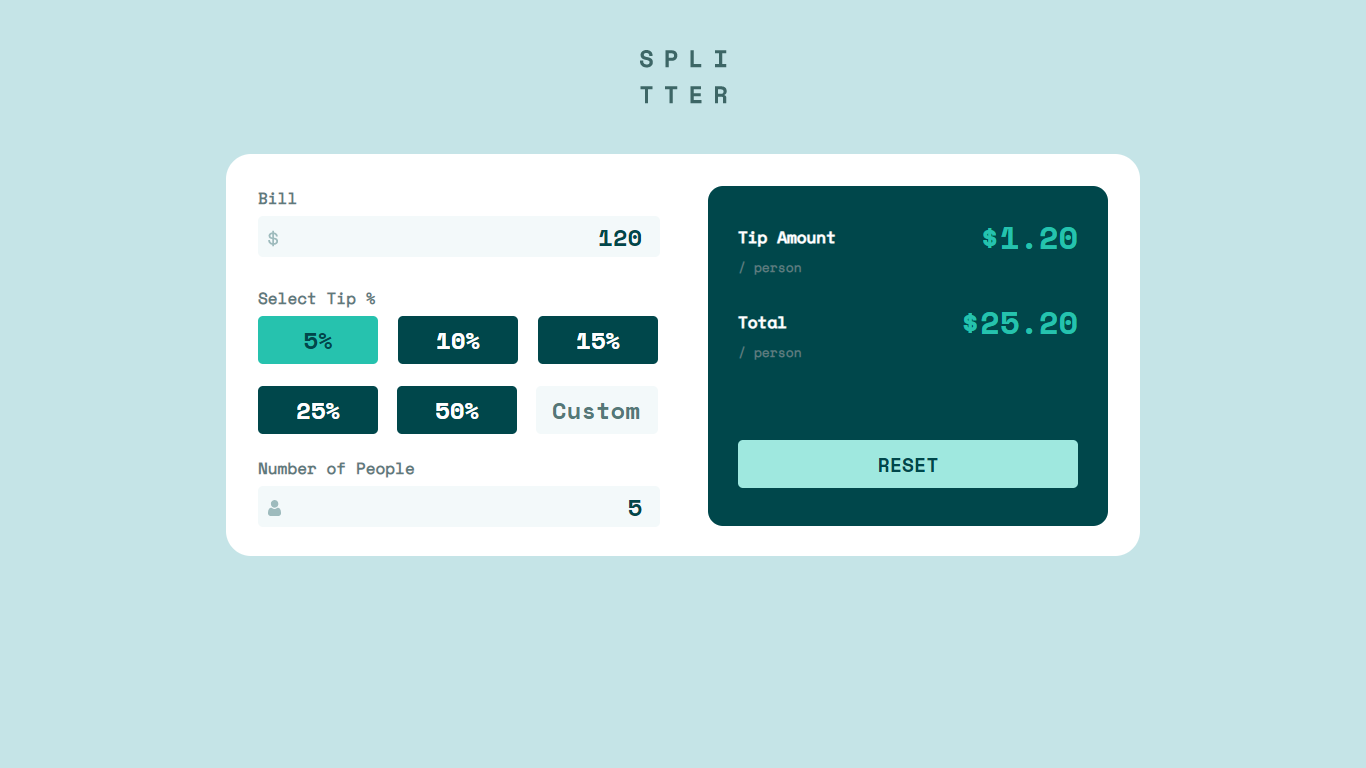 SPLI
TTER
Bill
$ 120
Select Tip %
5% 10% 15%
25% 50% Custom
Number of People
5
Tip Amount $1.20
/ person
Total $25.20
/ person
RESET